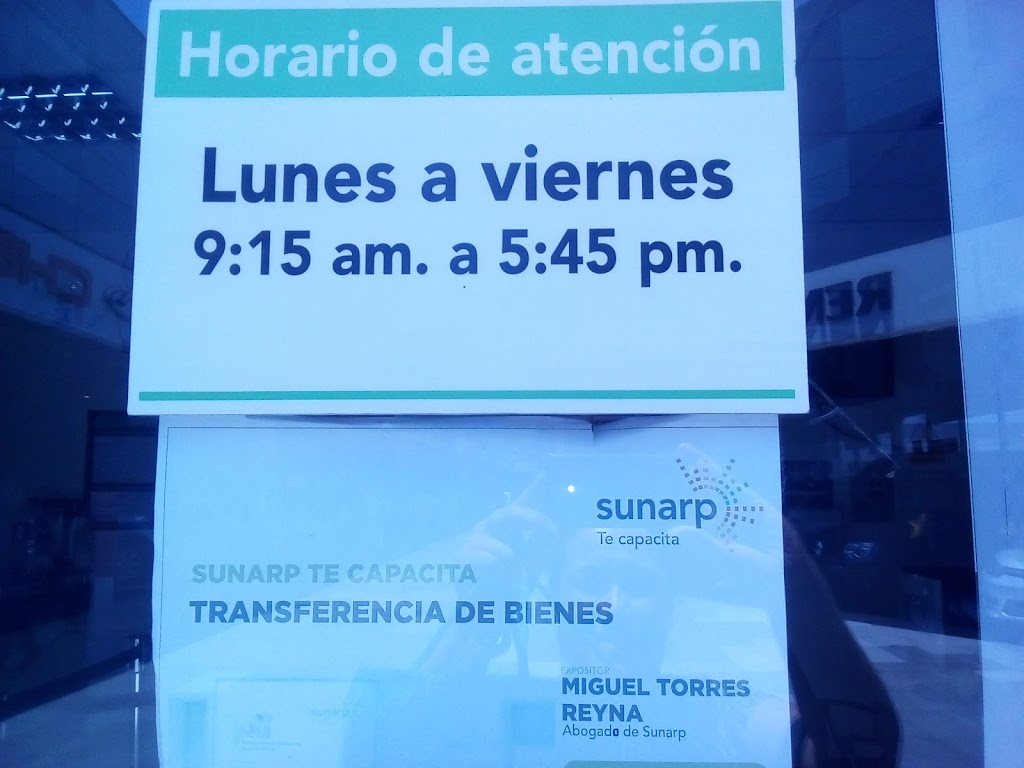 Horario de atención
Lunes a viernes
9:15 am. a 5:45 pm.
sunarp
Te capacita
SUNARP TE CAPACITA
TRANSFERENCIA DE BIENES
EXPOSITOR
MIGUEL TORRES
REYNA
Abogado de Sunarp
sunarp